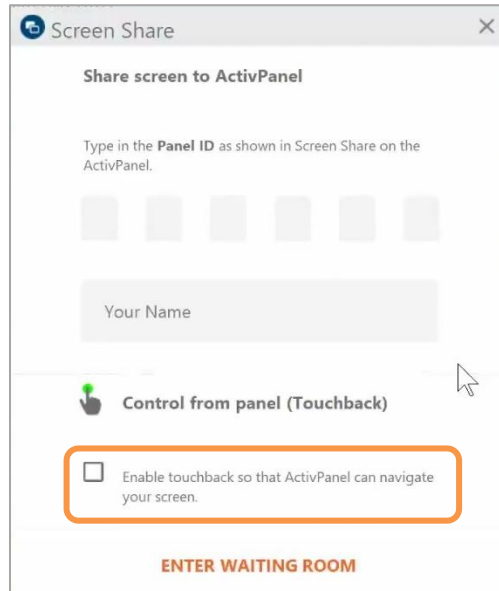 Screen Share
Share screen to ActivPanel
Type in the Panel ID as shown in Screen Share on the
ActivPanel.
Your Name
Control from panel (Touchback)
Enable touchback so that ActivPanel can navigate
your screen.
ENTER WAITING ROOM